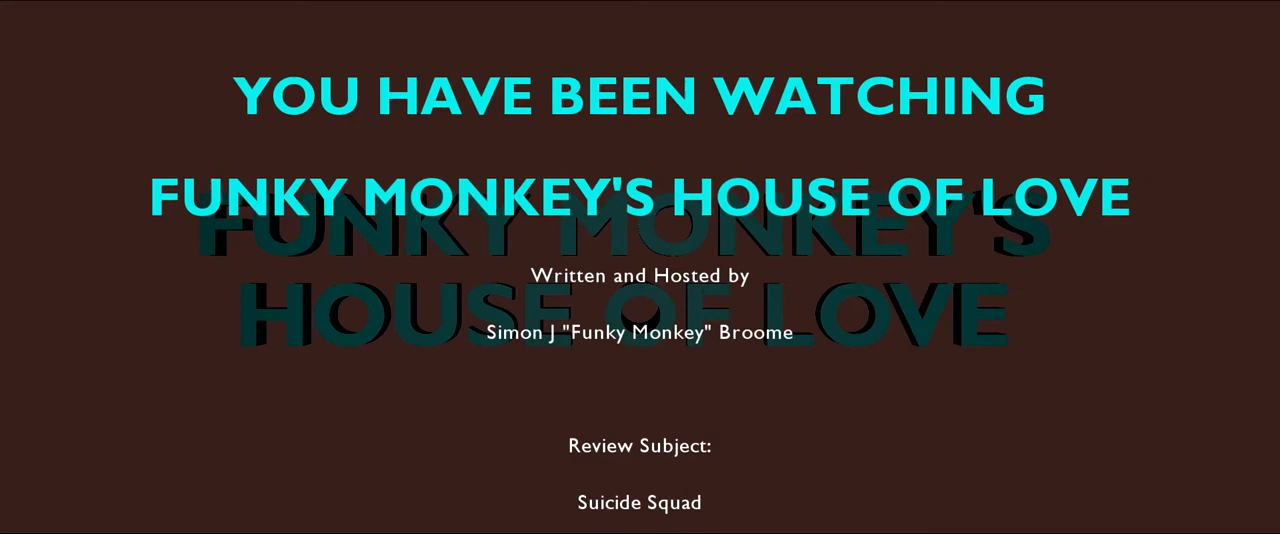 YOU HAVE BEEN WATCHING
FUNKY MONKEY'S HOUSE OF LOVE
FUNKY MONKEY'S
HOUSE OF LOVE
Written and Hosted by
Simon J "Funky Monkey" Broome
Review Subject:
Suicide Squad